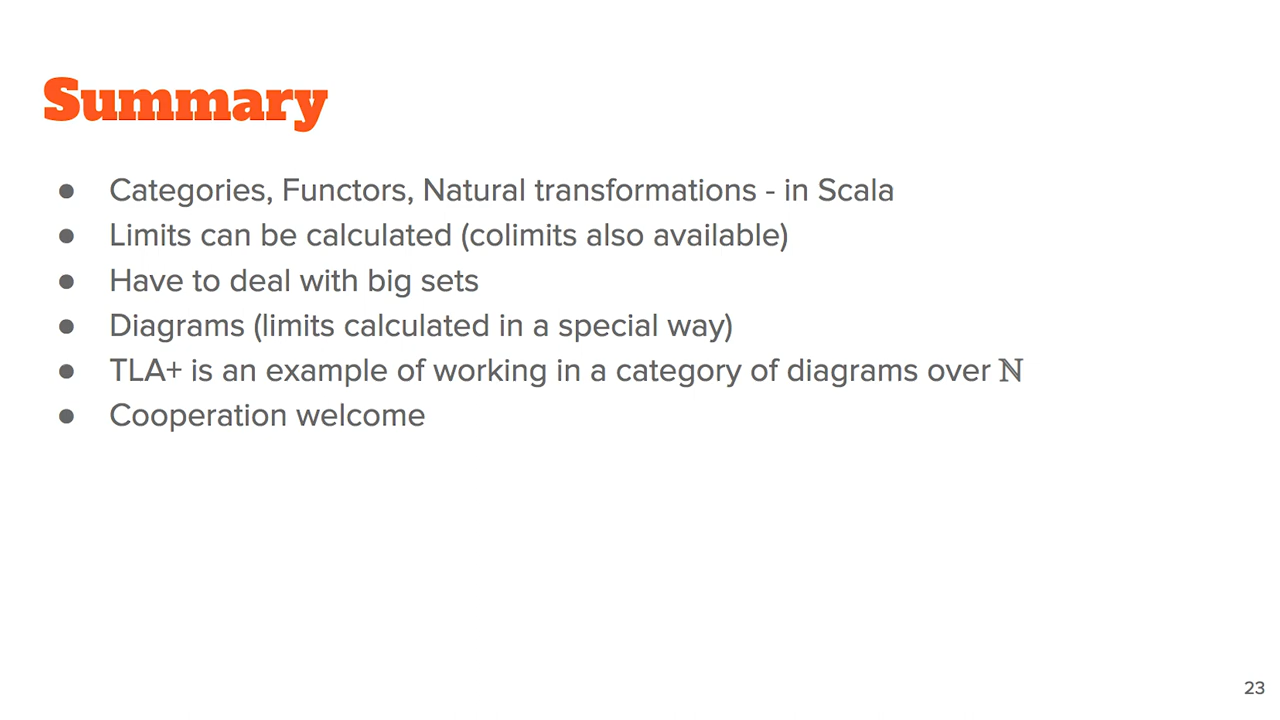 Summary
● Categories, Functors, Natural transformations - in Scala
● Limits can be calculated (colimits also available)
● Have to deal with big sets
● Diagrams (limits calculated in a special way)
● TLA+ is an example of working in a category of diagrams over ℕ
● Cooperation welcome
23